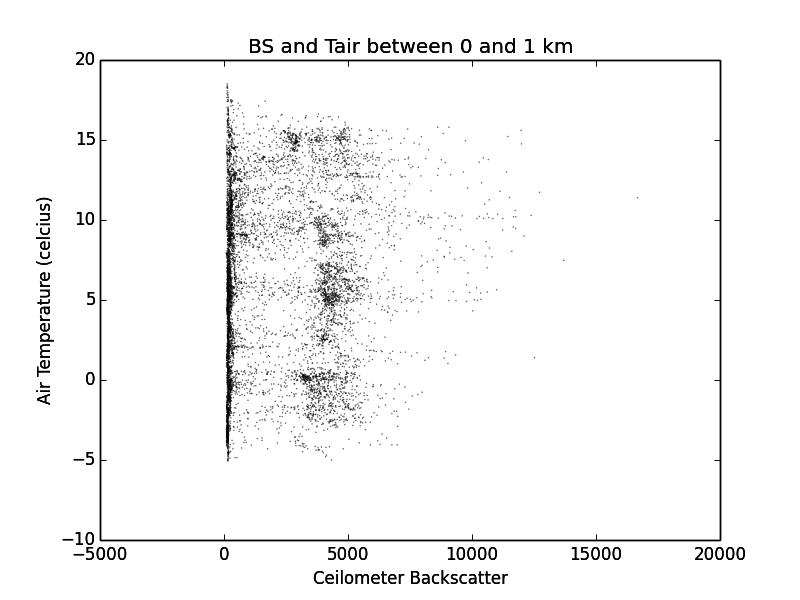 BS and Tair between 0 and 1 km
20
15
10
5
0
−5
−10
Air Temperature (celcius)
−5000 0 5000 10000 15000 20000
Ceilometer Backscatter